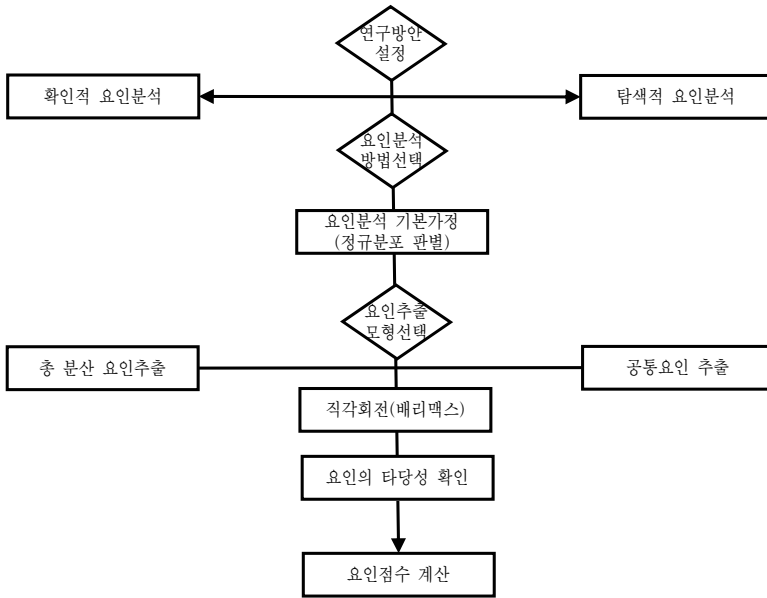 연구방안
설정
확인적 요인분석
탐색적 요인분석
요인분석
방법선택
요인분석 기본가정
(정규분포 판별)
요인추출
모형선택
총 분산 요인추출
공통요인 추출
직각회전(배리맥스)
요인의 타당성 확인
요인점수 계산